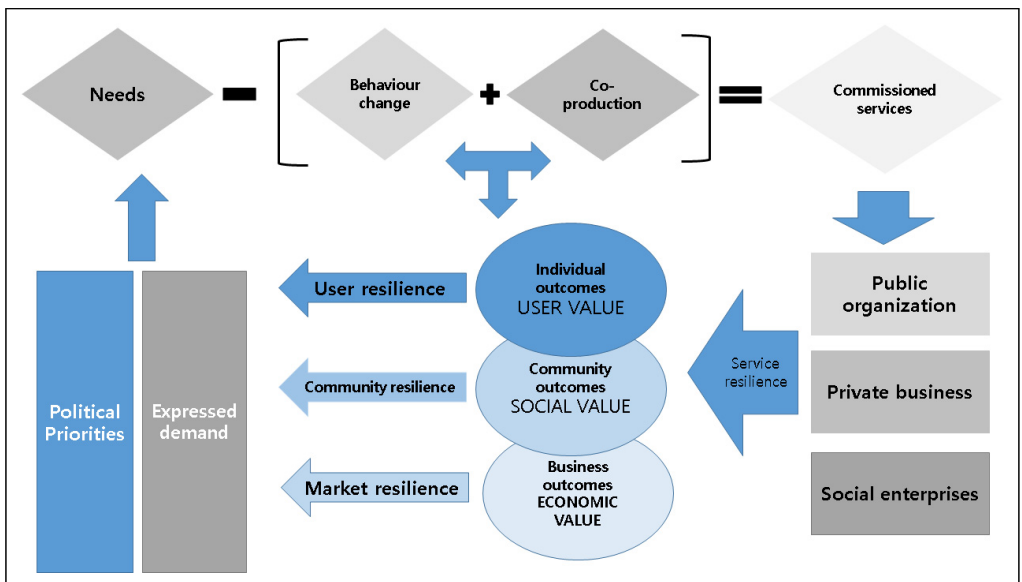 Needs
Behaviour
change
Co-
production
Commissioned
services
User resilience
Individual
outcomes
USER VALUE
Public
organization
Community resilience
Community
outcomes
SOCIAL VALUE
Service
resilience
Private business
Political
Priorities
Expressed
demand
Market resilience
Business
outcomes
ECONOMIC
VALUE
Social enterprises